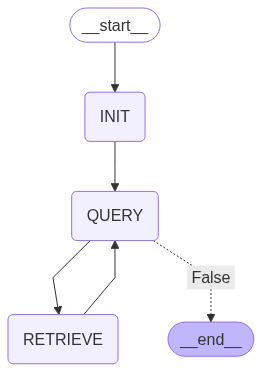 __start__
INIT
QUERY
False
RETRIEVE
__end__